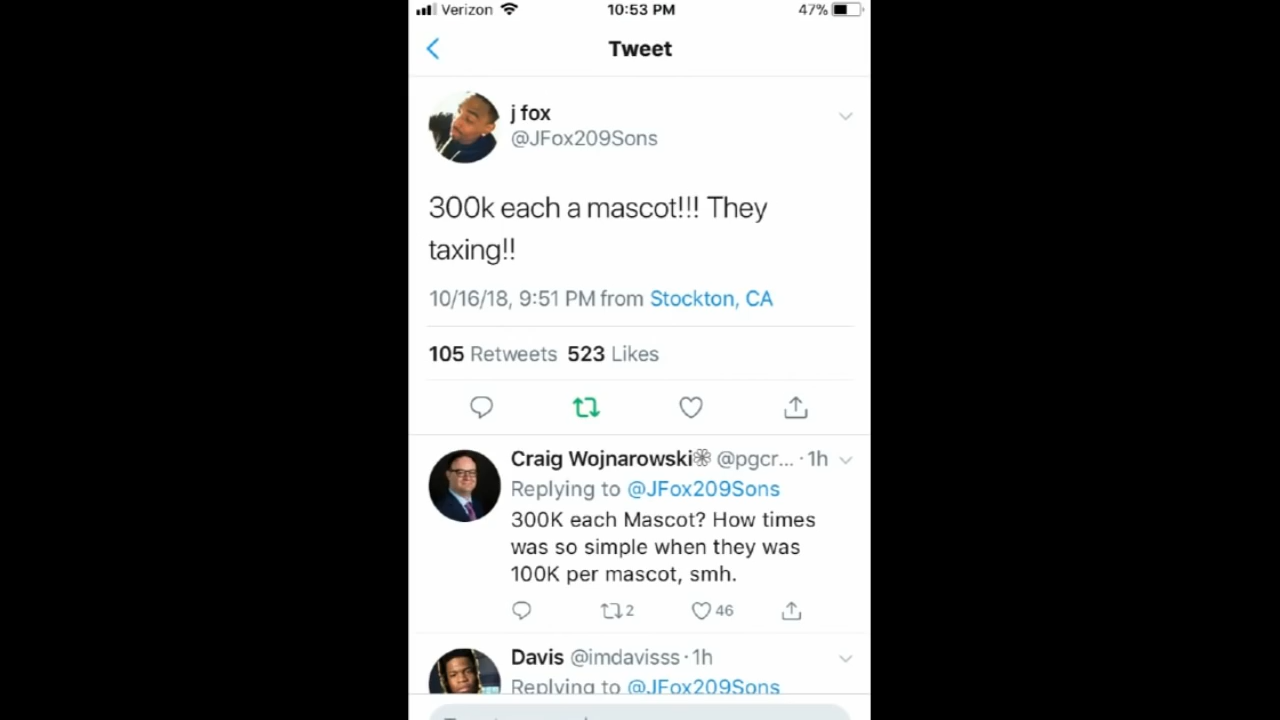 Verizon 10:53 PM 47%
Tweet
j fox
@JFox209Sons
300k each a mascot!!! They
taxing!!
10/16/18, 9:51 PM from Stockton, CA
105 Retweets 523 Likes
Craig Wojnarowski @pgcr... · 1h
Replying to @JFox209Sons
300K each Mascot? How times
was so simple when they was
100K per mascot, smh.
2 46
Davis @imdavisss · 1h
Replying to @JFox209Sons